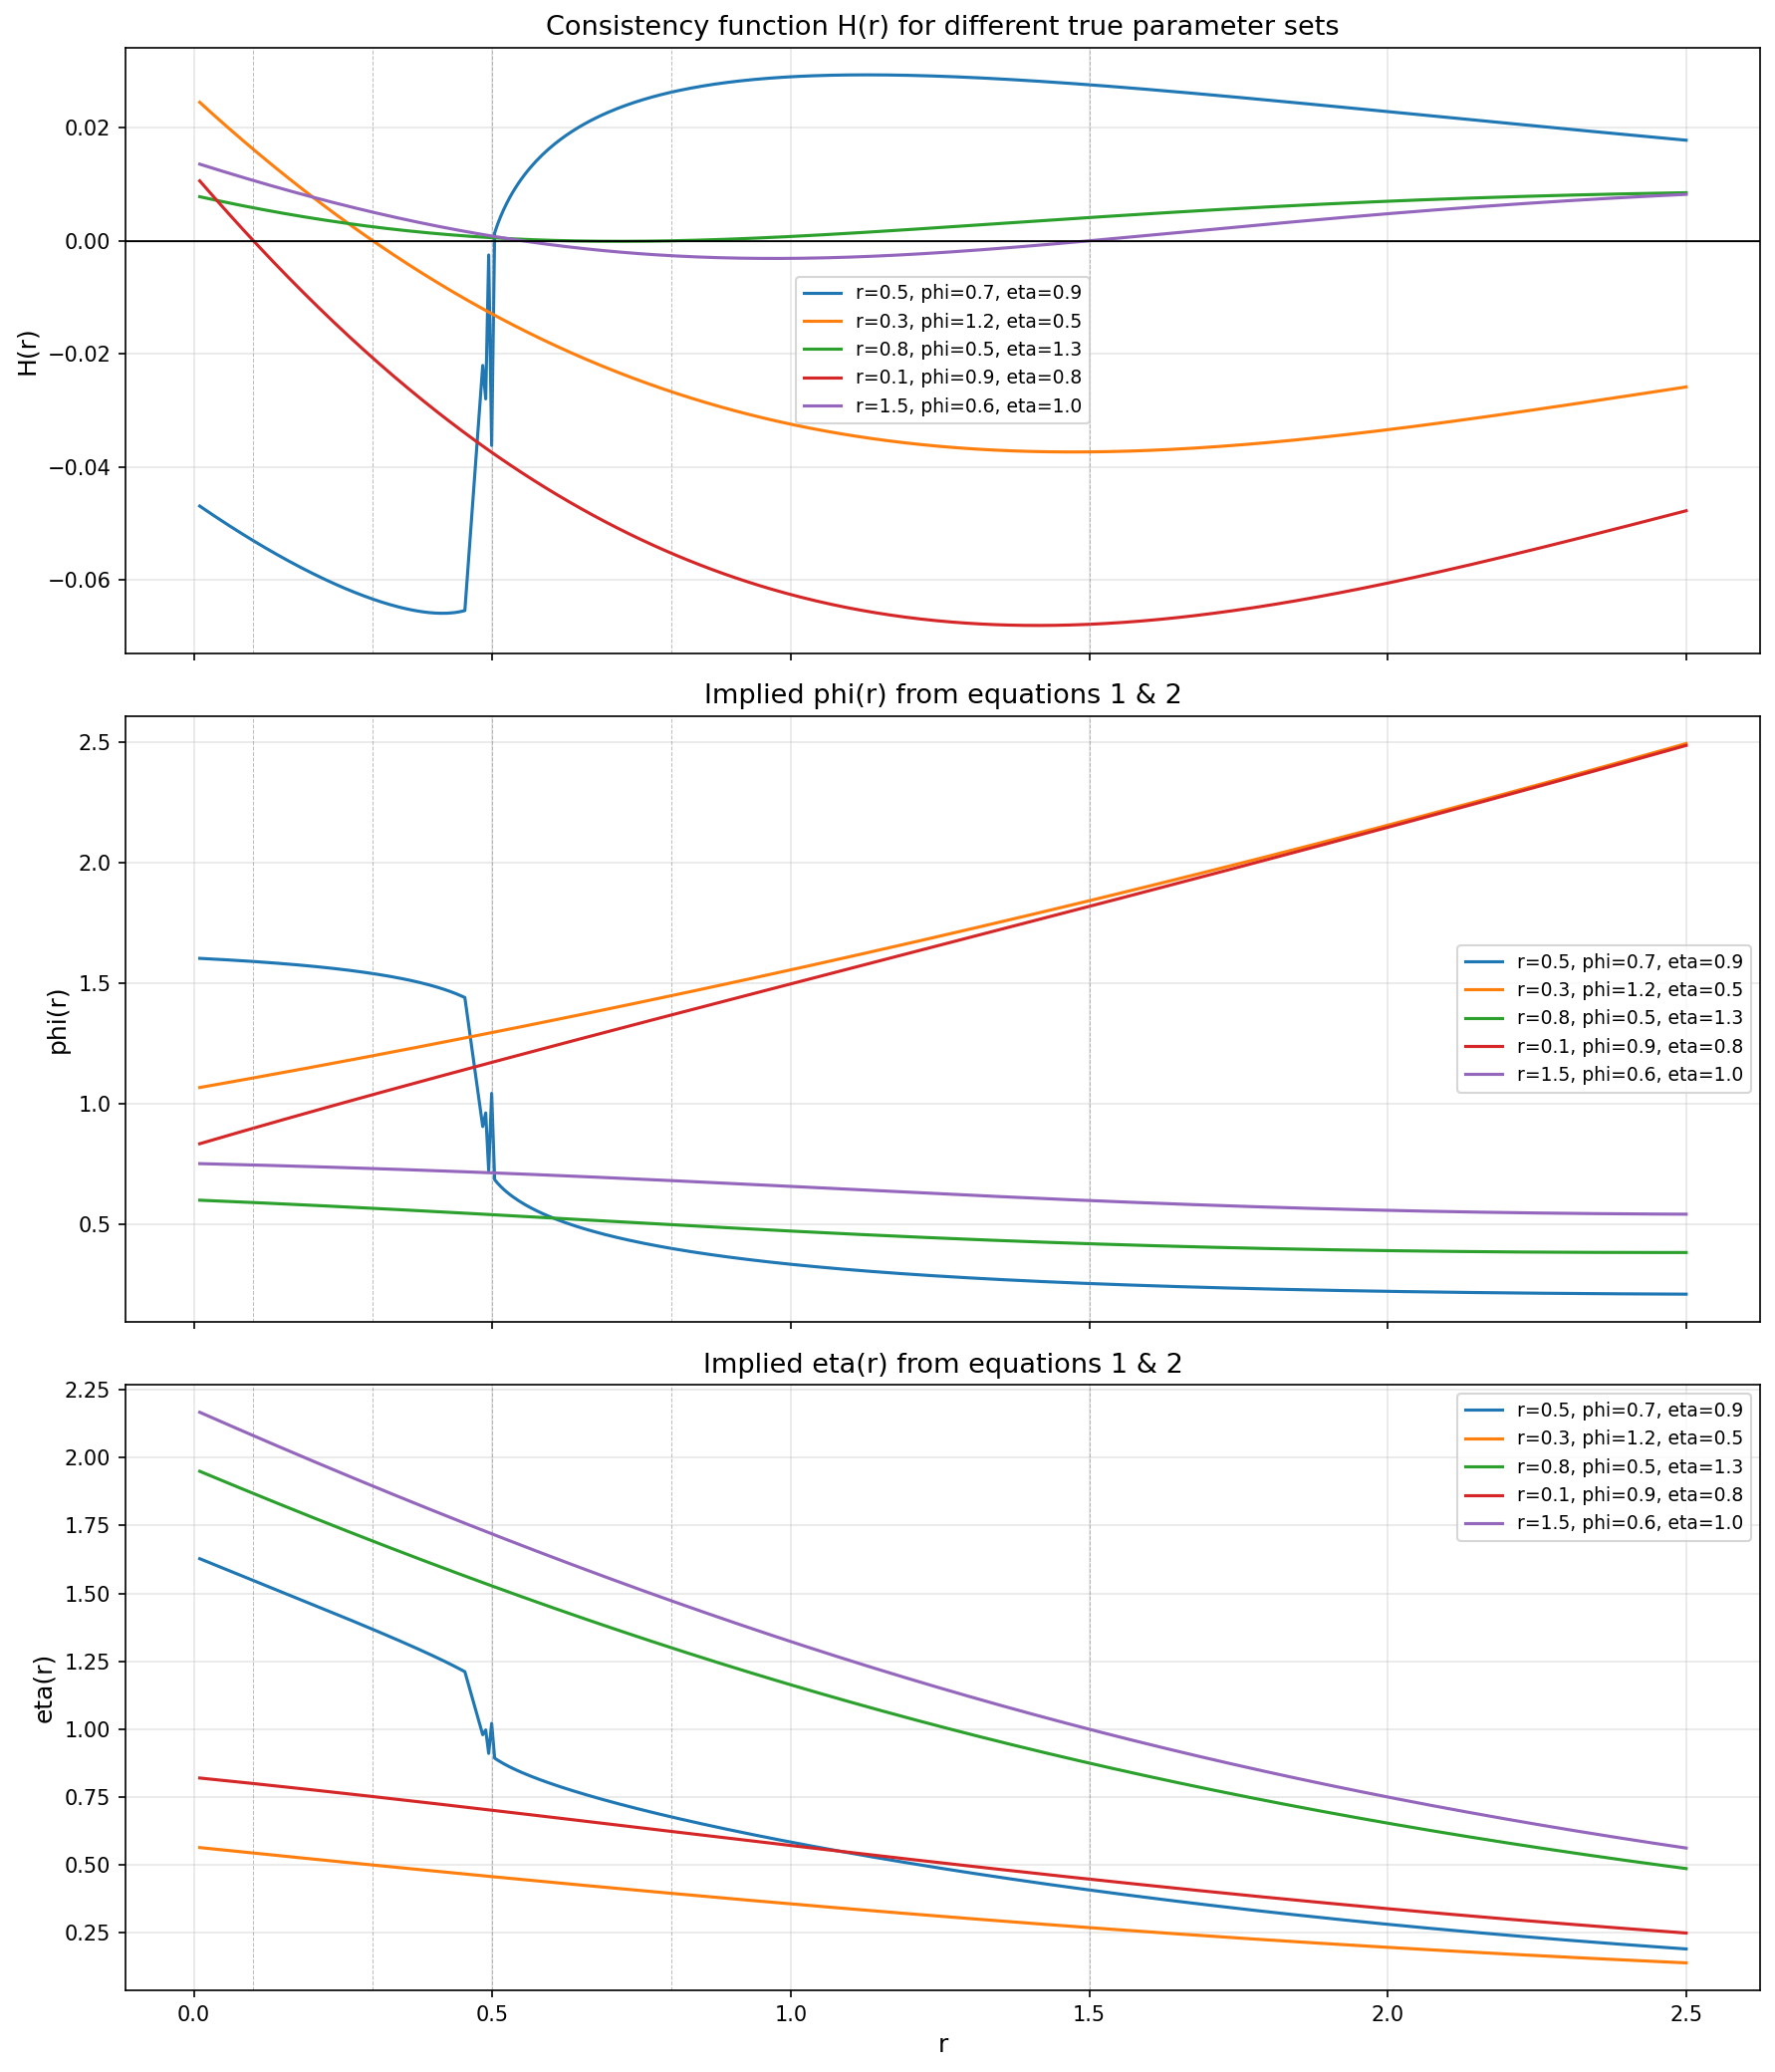 Consistency function H(r) for different true parameter sets
H(r)
0.02
0.00
−0.02
−0.04
−0.06
r=0.5, phi=0.7, eta=0.9
r=0.3, phi=1.2, eta=0.5
r=0.8, phi=0.5, eta=1.3
r=0.1, phi=0.9, eta=0.8
r=1.5, phi=0.6, eta=1.0
Implied phi(r) from equations 1 & 2
phi(r)
2.5
2.0
1.5
1.0
0.5
r=0.5, phi=0.7, eta=0.9
r=0.3, phi=1.2, eta=0.5
r=0.8, phi=0.5, eta=1.3
r=0.1, phi=0.9, eta=0.8
r=1.5, phi=0.6, eta=1.0
Implied eta(r) from equations 1 & 2
eta(r)
2.25
2.00
1.75
1.50
1.25
1.00
0.75
0.50
0.25
r=0.5, phi=0.7, eta=0.9
r=0.3, phi=1.2, eta=0.5
r=0.8, phi=0.5, eta=1.3
r=0.1, phi=0.9, eta=0.8
r=1.5, phi=0.6, eta=1.0
0.0 0.5 1.0 1.5 2.0 2.5
r